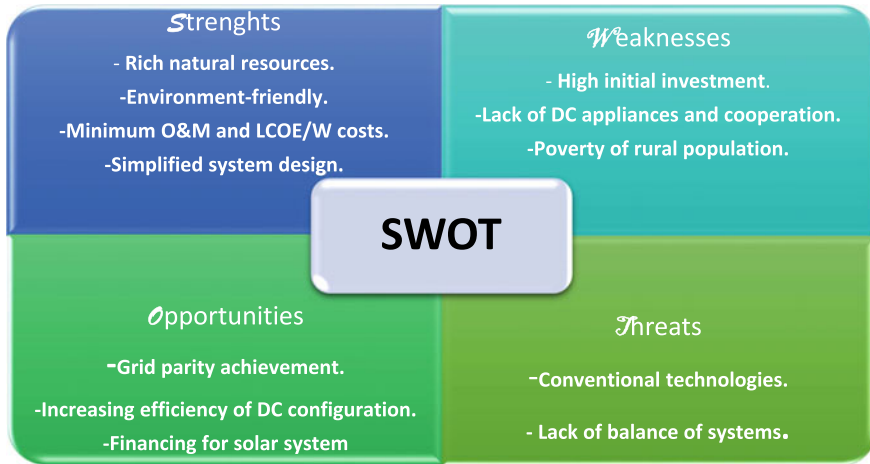 Strenghts
- Rich natural resources.
-Environment-friendly.
-Minimum O&M and LCOE/W costs.
-Simplified system design.
Weaknesses
- High initial investment.
-Lack of DC appliances and cooperation.
-Poverty of rural population.
SWOT
Opportunities
-Grid parity achievement.
-Increasing efficiency of DC configuration.
-Financing for solar system
Threats
-Conventional technologies.
- Lack of balance of systems.